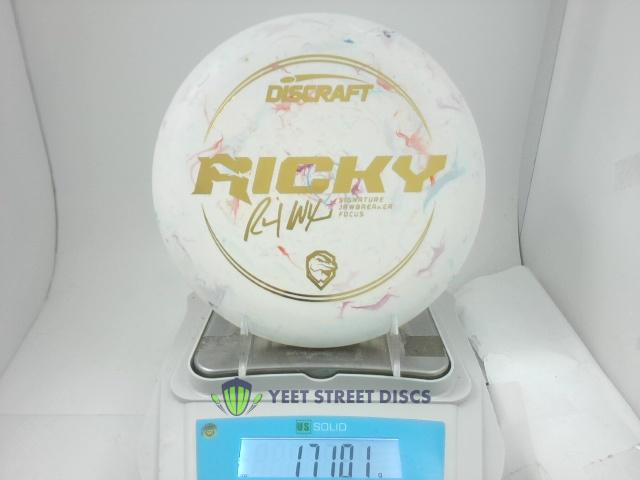 DISCRAFT
RICKY
SIGNATURE
JAWBREAKER
FOCUS
YEET STREET DISCS
US SOLID
171.01
g